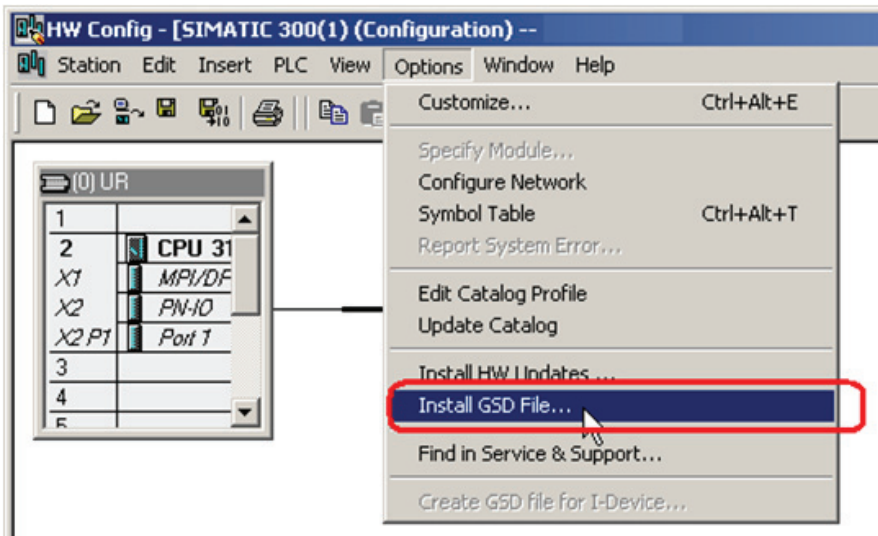 HW Config - [SIMATIC 300(1) (Configuration) --
Station Edit Insert PLC View Options Window Help
Customize... Ctrl+Alt+E
Specify Module...
Configure Network
Symbol Table Ctrl+Alt+T
Report System Error...
Edit Catalog Profile
Update Catalog
Install HW Updates ...
Install GSD File...
Find in Service & Support...
Create GSD file for I-Device...
(0) UR
1
2 CPU 31
X1 MPI/DP
X2 PN-IO
X2 P1 Port 1
3
4
5